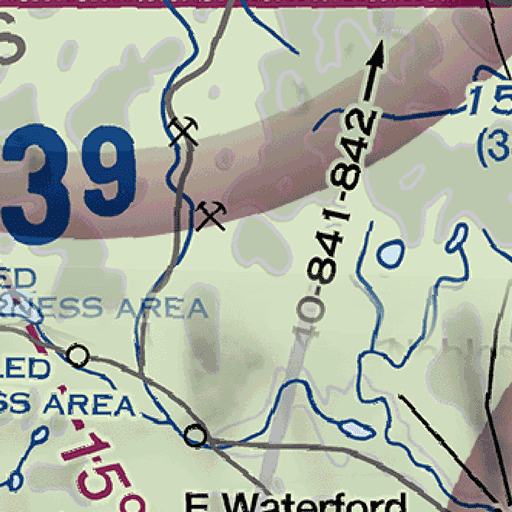 S
15
(3
39
40-841-842
ED
RNESS AREA
LED
SS AREA
15°
E Waterford